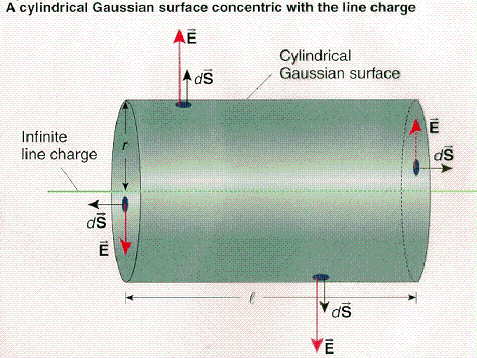 A cylindrical Gaussian surface concentric with the line charge
E
dS
Cylindrical
Gaussian surface
Infinite
line charge
r
E
dS
dS
E
ℓ
dS
E